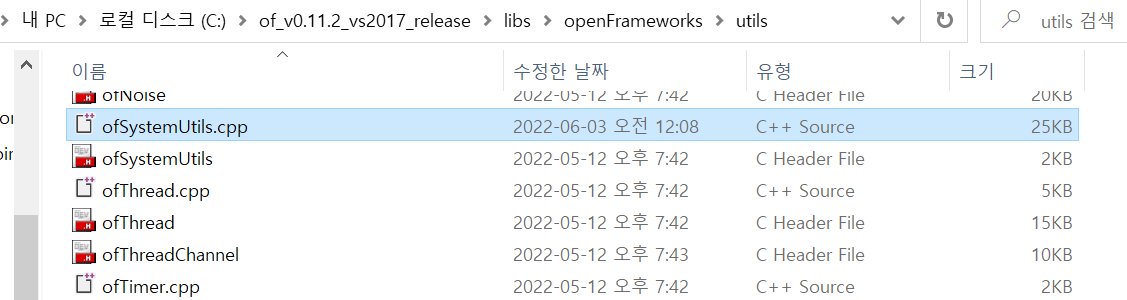 내 PC > 로컬 디스크 (C:) > of_v0.11.2_vs2017_release > libs > openFrameworks > utils utils 검색
이름 수정한 날짜 유형 크기
ofNoise 2022-05-12 오후 7:42 C Header File 20KB
ofSystemUtils.cpp 2022-06-03 오전 12:08 C++ Source 25KB
ofSystemUtils 2022-05-12 오후 7:42 C Header File 2KB
ofThread.cpp 2022-05-12 오후 7:42 C++ Source 5KB
ofThread 2022-05-12 오후 7:42 C Header File 15KB
ofThreadChannel 2022-05-12 오후 7:43 C Header File 10KB
ofTimer.cpp 2022-05-12 오후 7:42 C++ Source 2KB